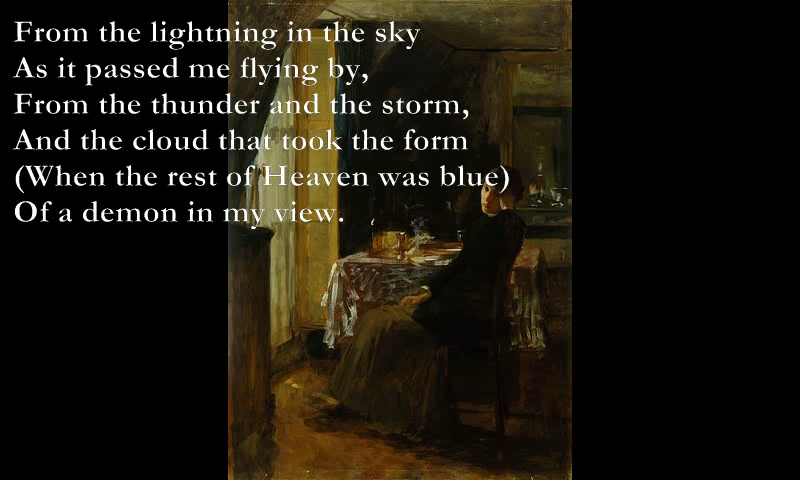 From the lightning in the sky
As it passed me flying by,
From the thunder and the storm,
And the cloud that took the form
(When the rest of Heaven was blue)
Of a demon in my view.